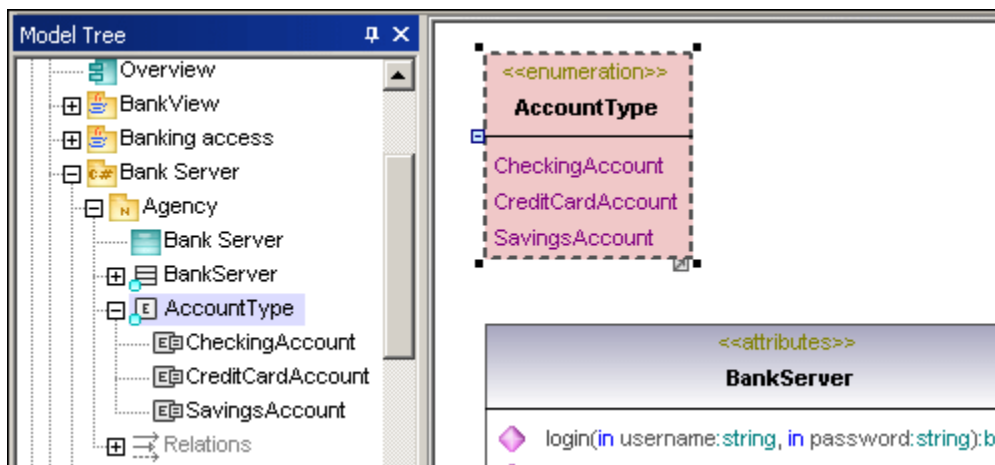 Model Tree
Overview
BankView
Banking access
c# Bank Server
N Agency
Bank Server
BankServer
E AccountType
E CheckingAccount
E CreditCardAccount
E SavingsAccount
Relations
<<enumeration>>
AccountType
CheckingAccount
CreditCardAccount
SavingsAccount
<<attributes>>
BankServer
login(in username:string, in password:string):b